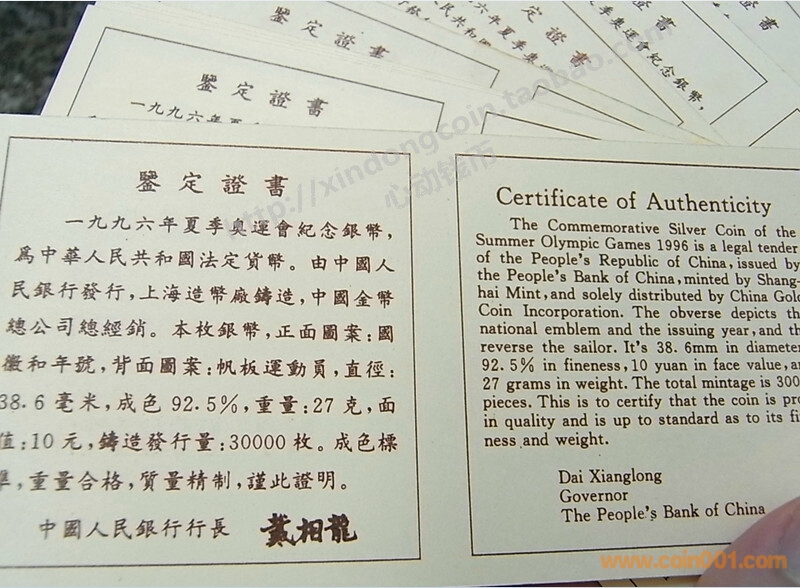 鑒定證書
鑒定證書
一九九六年夏
鑒定證書
一九九六年夏季奧運會紀念銀幣,
鑒定證書
一九九六年夏季奧運會紀念銀幣,
爲中華人民共和國法定貨幣。由中國人
民銀行發行,上海造幣廠鑄造,中國金幣
總公司總經銷。本枚銀幣,正面圖案:國
徽和年號,背面圖案:帆板運動員,直徑:
38.6毫米,成色92.5%,重量:27克,面
值:10元,鑄造發行量:30000枚。成色標
準,重量合格,質量精制,謹此證明。
中國人民銀行行長 戴相龍
Certificate of Authenticity
The Commemorative Silver Coin of the
Summer Olympic Games 1996 is a legal tender
of the People's Republic of China, issued by
the People's Bank of China, minted by Shang-
hai Mint, and solely distributed by China Gold
Coin Incorporation. The obverse depicts the
national emblem and the issuing year, and the
reverse the sailor. It's 38.6mm in diameter
92.5% in fineness, 10 yuan in face value, an
27 grams in weight. The total mintage is 300
pieces. This is to certify that the coin is pro
in quality and is up to standard as to its fi
ness and weight.
Dai Xianglong
Governor
The People's Bank of China
http://xindongcoin.taobao.com
心动钱币
www.coin001.com